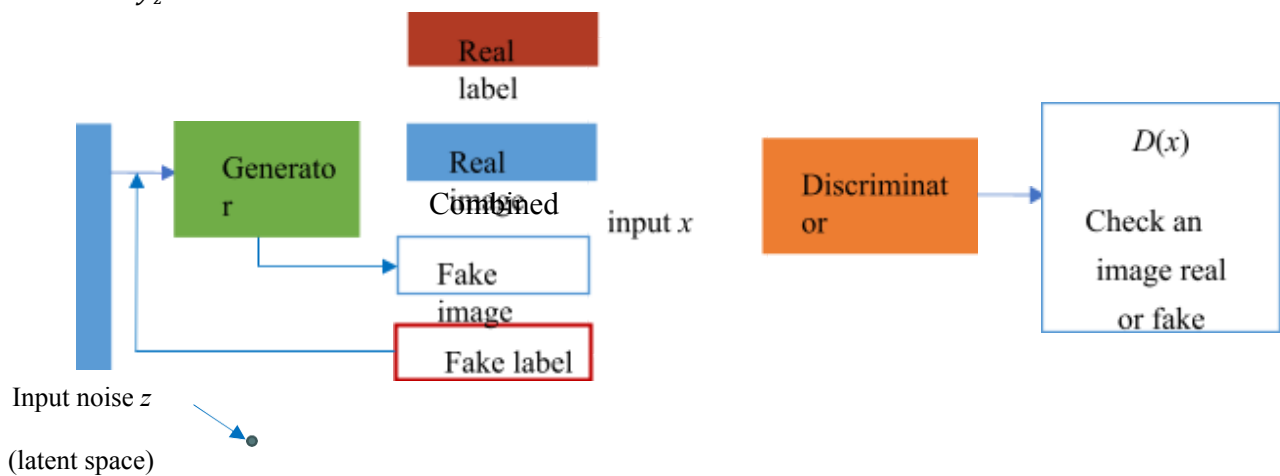 Real
label
Generato
r
Real
image
Combined
input x
Fake
image
Fake label
Discriminat
or
D(x)
Check an
image real
or fake
Input noise z
(latent space)